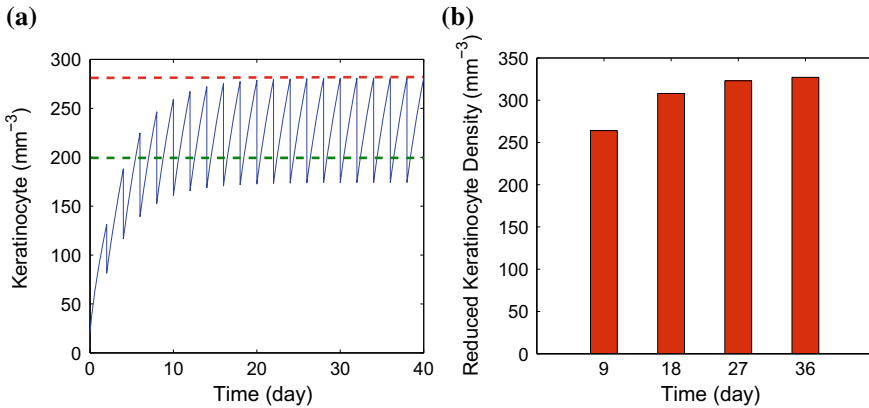 (a)
Keratinocyte (mm⁻³)
300
250
200
150
100
50
0
0 10 20 30 40
Time (day)
(b)
Reduced Keratinocyte Density (mm⁻³)
350
300
250
200
150
100
50
0
9 18 27 36
Time (day)